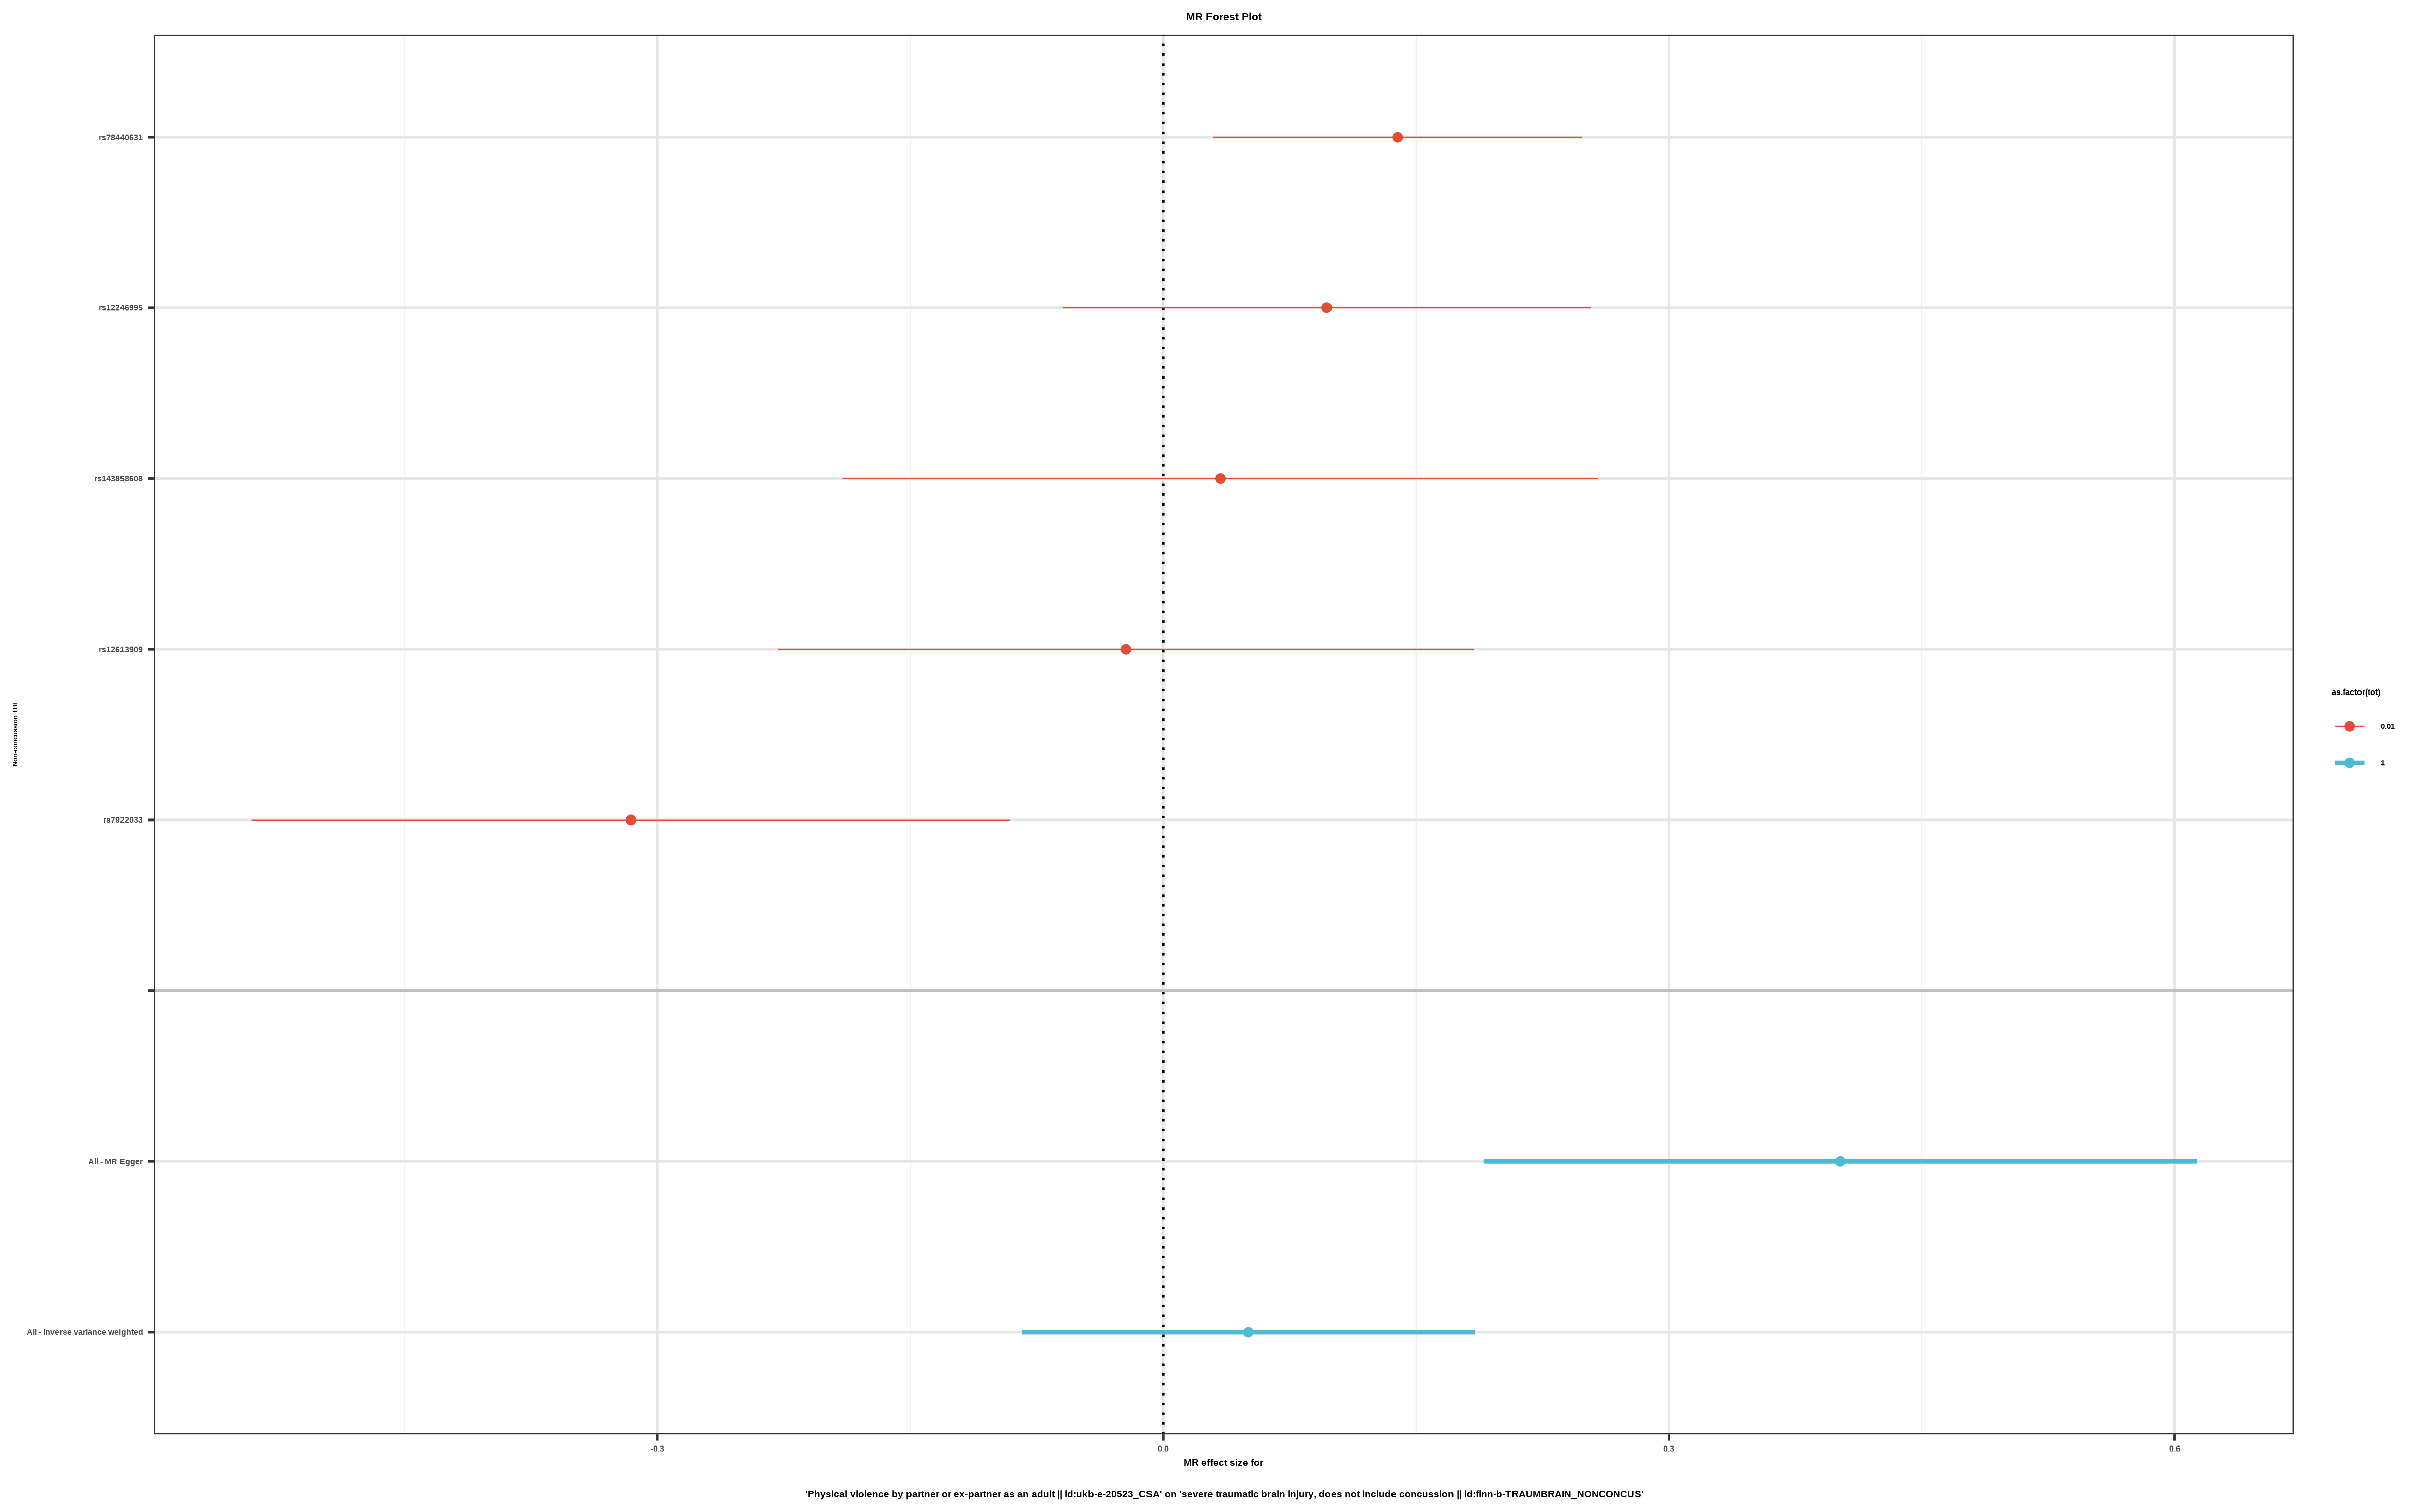 MR Forest Plot
rs78440631
rs12246995
rs143858608
rs12613909
rs7922033
All - MR Egger
All - Inverse variance weighted
Non-concussion TBI
-0.3
0.0
0.3
0.6
MR effect size for
'Physical violence by partner or ex-partner as an adult || id:ukb-e-20523_CSA' on 'severe traumatic brain injury, does not include concussion || id:finn-b-TRAUMBRAIN_NONCONCUS'
as.factor(tot)
0.01
1